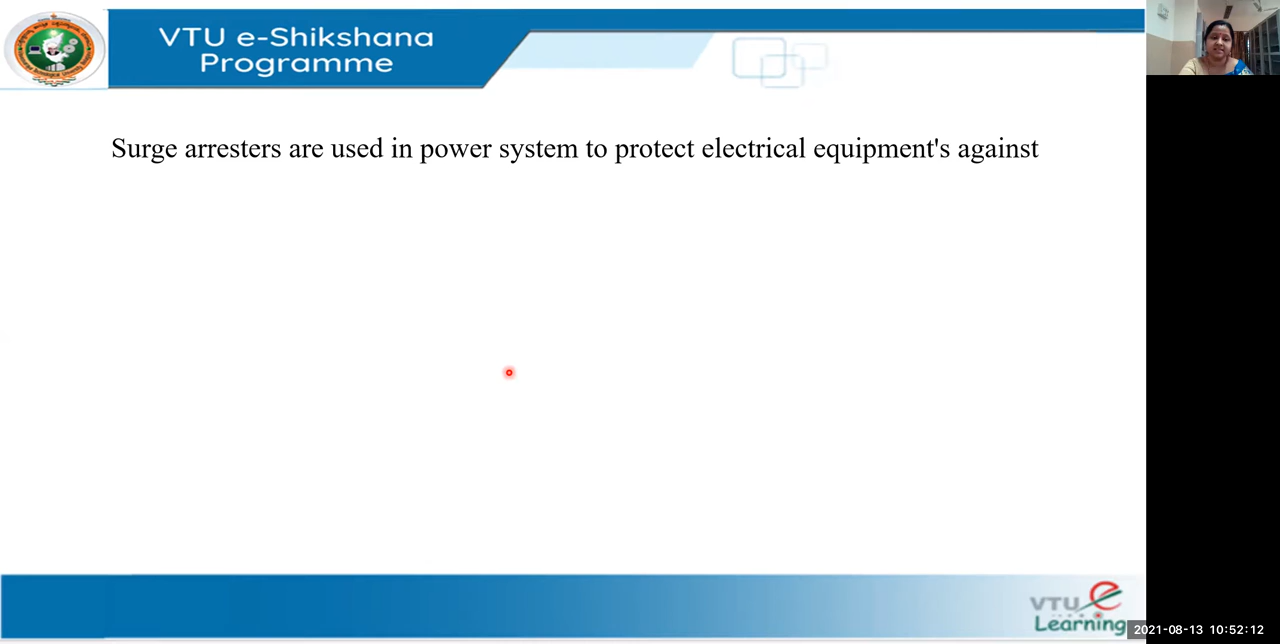 VTU e-Shikshana
Programme
Surge arresters are used in power system to protect electrical equipment's against
VTU e
Learning
2021-08-13 10:52:12